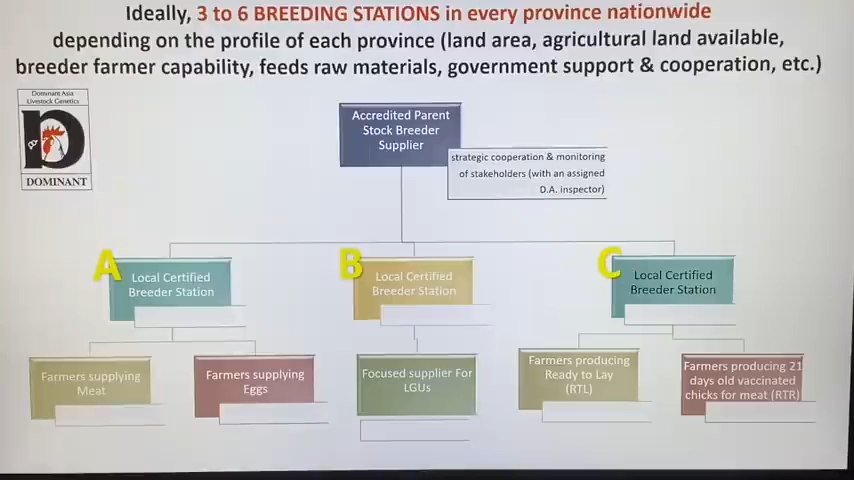 Ideally, 3 to 6 BREEDING STATIONS in every province nationwide
depending on the profile of each province (land area, agricultural land available,
breeder farmer capability, feeds raw materials, government support & cooperation, etc.)
Dominant Asia
Livestock Genetics
D
DOMINANT
Accredited Parent
Stock Breeder
Supplier
strategic cooperation & monitoring
of stakeholders (with an assigned
D.A. inspector)
A
Local Certified
Breeder Station
B
Local Certified
Breeder Station
C
Local Certified
Breeder Station
Farmers supplying
Meat
Farmers supplying
Eggs
Focused supplier For
LGUs
Farmers producing
Ready to Lay
(RTL)
Farmers producing 21
days old vaccinated
chicks for meat (RTR)